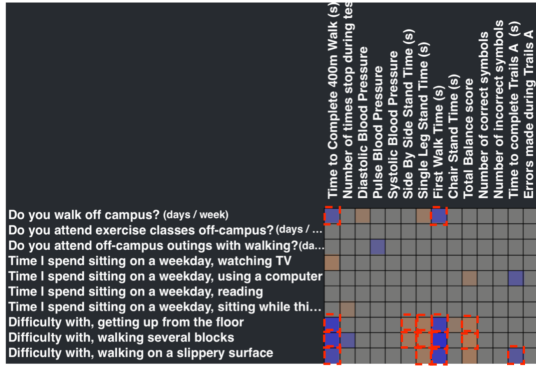 Time to Complete 400m Walk (s)
Number of times stop during tes
Diastolic Blood Pressure
Pulse Blood Pressure
Systolic Blood Pressure
Side By Side Stand Time (s)
Single Leg Stand Time (s)
First Walk Time (s)
Chair Stand Time (s)
Total Balance score
Number of correct symbols
Number of incorrect symbols
Time to complete Trails A (s)
Errors made during Trails A
Do you walk off campus? (days / week)
Do you attend exercise classes off-campus? (days / ...
Do you attend off-campus outings with walking?(da...
Time I spend sitting on a weekday, watching TV
Time I spend sitting on a weekday, using a computer
Time I spend sitting on a weekday, reading
Time I spend sitting on a weekday, sitting while thi...
Difficulty with, getting up from the floor
Difficulty with, walking several blocks
Difficulty with, walking on a slippery surface